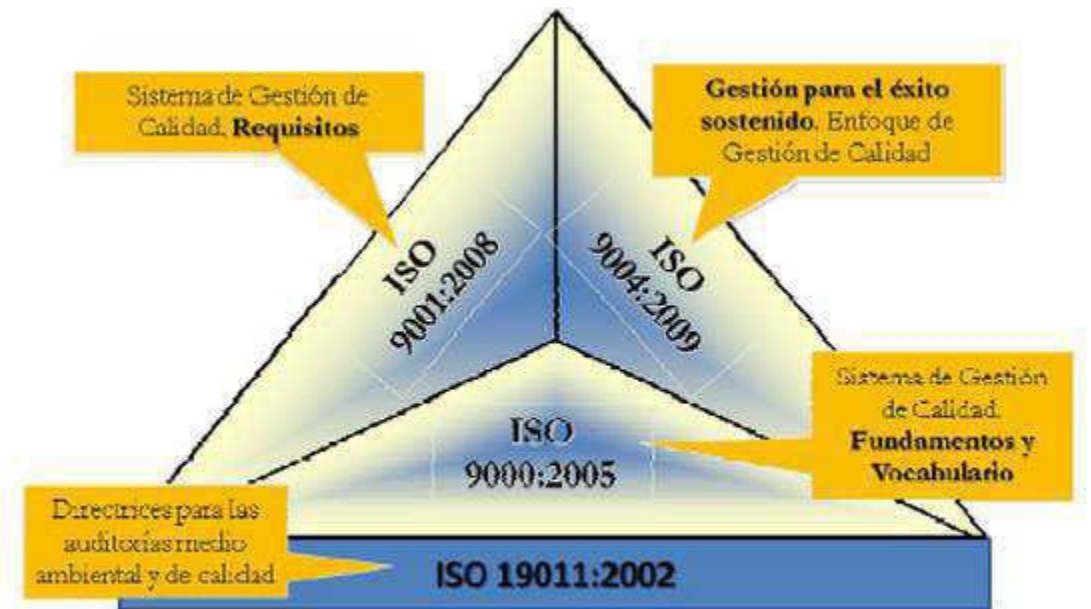 Sistema de Gestión de
Calidad. Requisitos
Gestión para el éxito
sostenido. Enfoque de
Gestión de Calidad
ISO
9001:2008
ISO
9004:2009
Sistema de Gestión
de Calidad.
Fundamentos y
Vocabulario
ISO
9000:2005
Directrices para las
auditorías medio
ambiental y de calidad
ISO 19011:2002